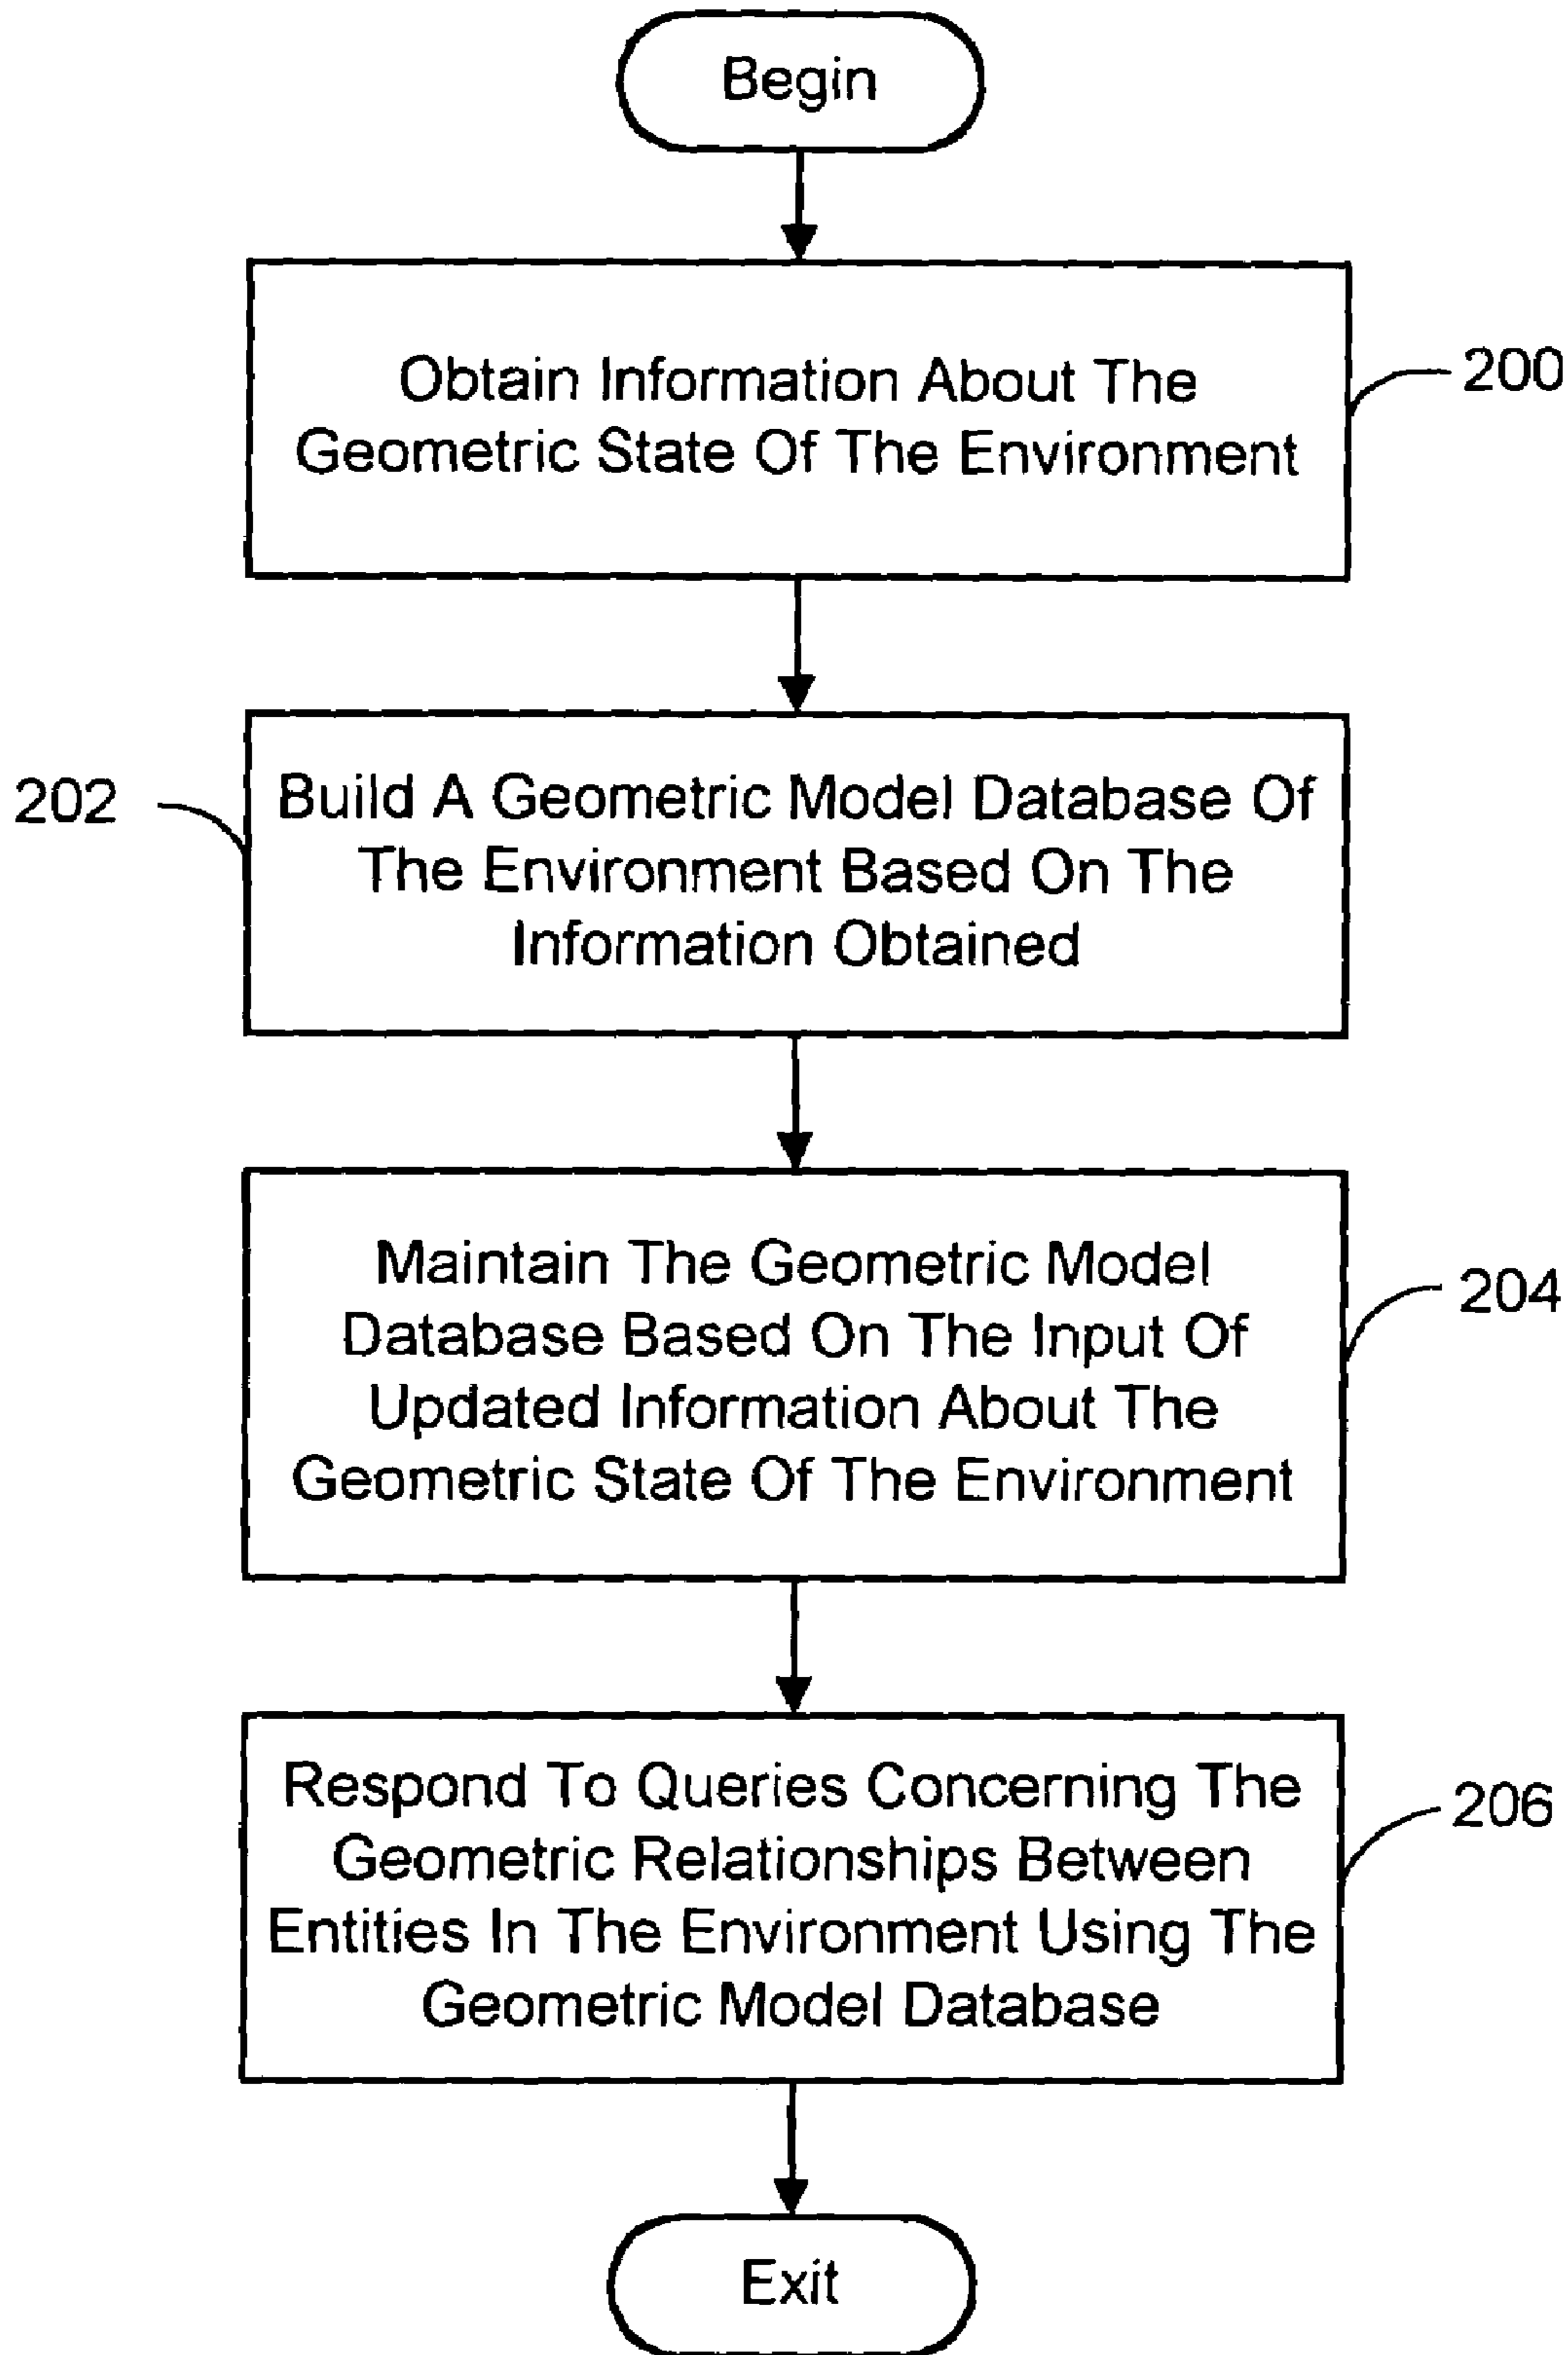 Begin
Obtain Information About The
Geometric State Of The Environment
200
202
Build A Geometric Model Database Of
The Environment Based On The
Information Obtained
Maintain The Geometric Model
Database Based On The Input Of
Updated Information About The
Geometric State Of The Environment
204
Respond To Queries Concerning The
Geometric Relationships Between
Entities In The Environment Using The
Geometric Model Database
206
Exit